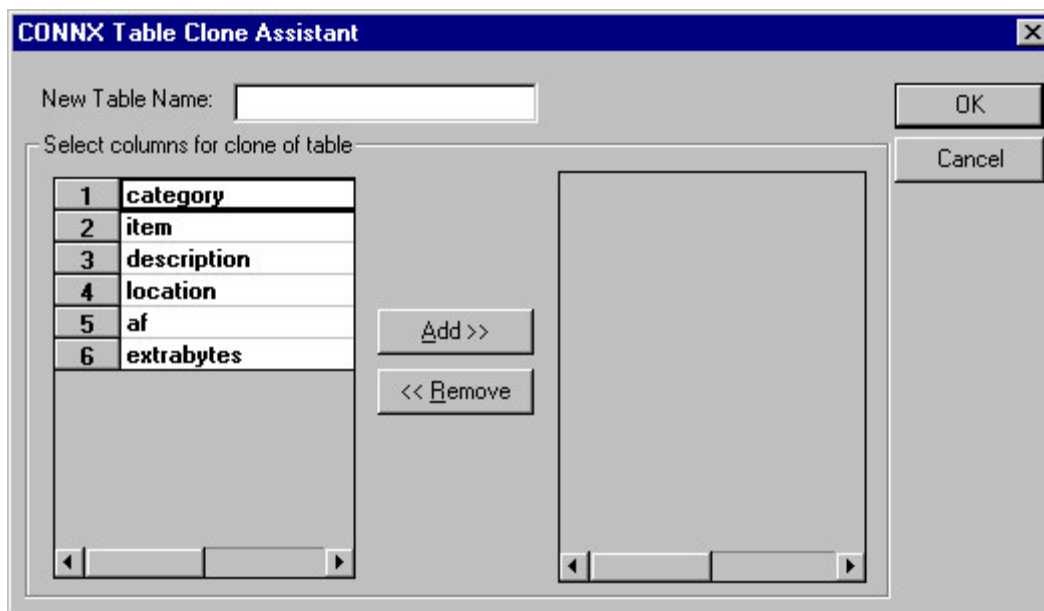 CONNX Table Clone Assistant
New Table Name:
OK
Select columns for clone of table
Cancel
1 category
2 item
3 description
4 location
5 af
6 extrabytes
Add >>
<< Remove